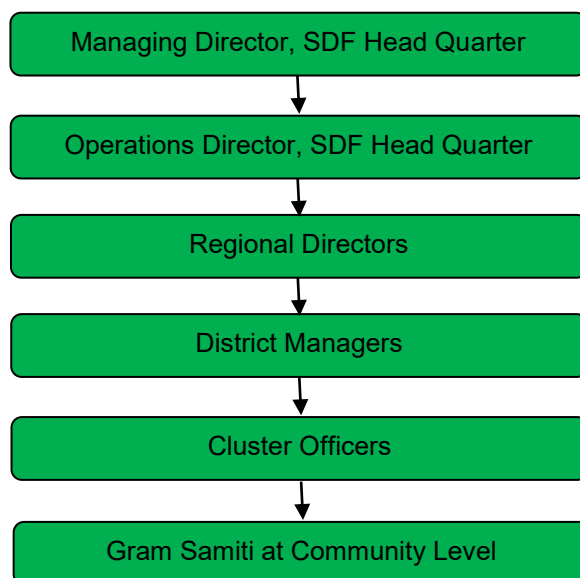 Managing Director, SDF Head Quarter
Operations Director, SDF Head Quarter
Regional Directors
District Managers
Cluster Officers
Gram Samiti at Community Level